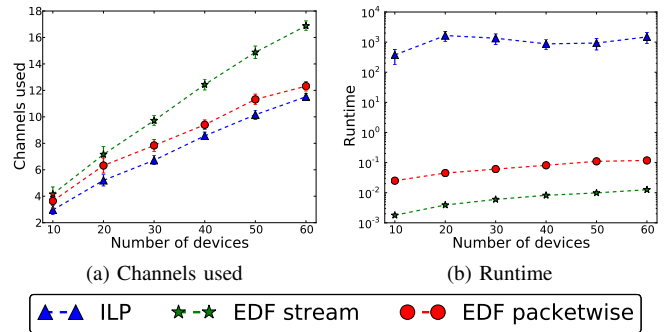 18
16
14
12
10
8
6
4
2
Channels used
10 20 30 40 50 60
Number of devices
(a) Channels used
10^4
10^3
10^2
10^1
10^0
10^-1
10^-2
10^-3
Runtime
10 20 30 40 50 60
Number of devices
(b) Runtime
ILP EDF stream EDF packetwise